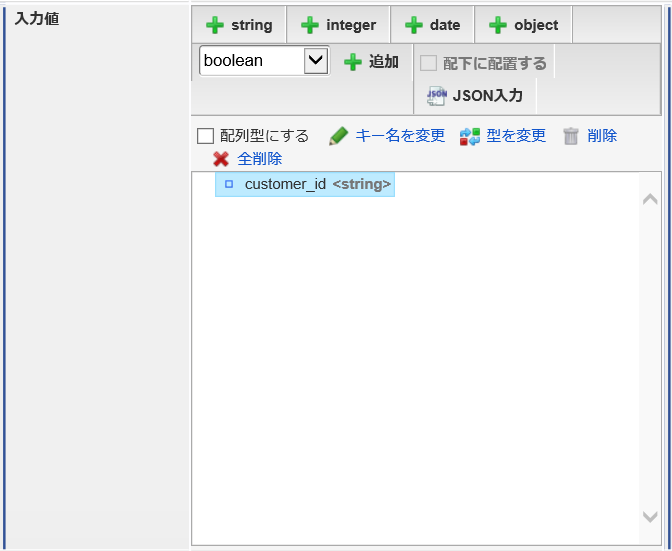 入力値
string integer date object
boolean 追加 配下に配置する
JSON入力
配列型にする キー名を変更 型を変更 削除
全削除
customer_id <string>